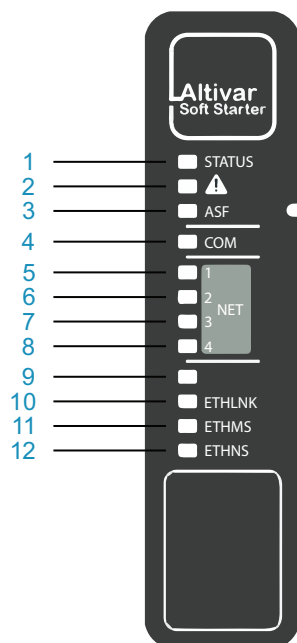 Altivar
Soft Starter
1 STATUS
2
3 ASF
4 COM
5 1
6 2
NET
7 3
8 4
9
10 ETHLNK
11 ETHMS
12 ETHNS